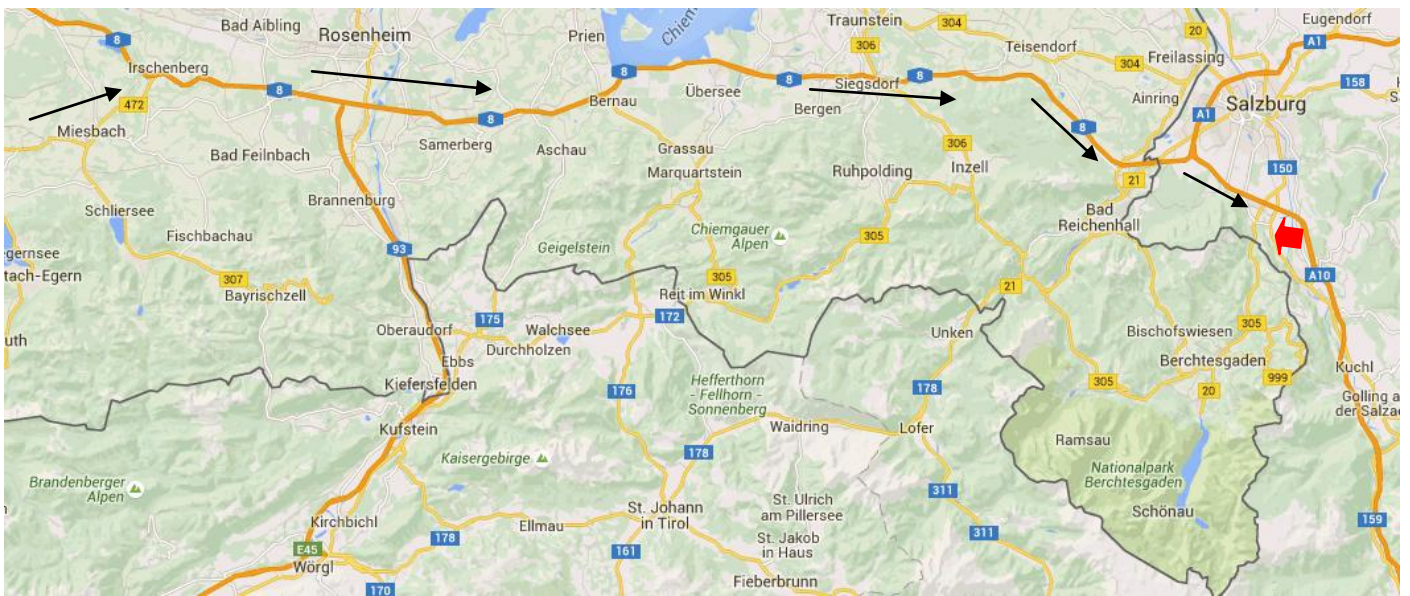 Bad Aibling
Rosenheim
Prien
Chiem
Traunstein
304
20
Eugendorf
8
306
Teisendorf
A1
Irschenberg
304
Freilassing
8
8
8
Siegsdorf
8
158
8
472
Bernau
Übersee
Bergen
Ainring
Salzburg
Miesbach
8
8
A1
Samerberg
Aschau
Grassau
306
Bad Feilnbach
Marquartstein
Ruhpolding
Inzell
150
21
Brannenburg
Schliersee
Bad
Reichenhall
Fischbachau
Geigelstein
Chiemgauer
Alpen
305
93
egernsee
tach-Egern
307
305
A10
Bayrischzell
Reit im Winkl
21
175
172
305
Oberaudorf
Walchsee
Unken
Bischofswiesen
uth
Durchholzen
Ebbs
Berchtesgaden
Kuchl
Kiefersfelden
176
Hefferthorn
- Fellhorn -
Sonnenberg
178
305
20
999
Golling a
der Salza
Kufstein
Waidring
Lofer
Ramsau
178
Kaisergebirge
Nationalpark
Berchtesgaden
Brandenberger
Alpen
311
St. Johann
in Tirol
St. Ulrich
am Pillersee
Schönau
Kirchbichl
Ellmau
311
159
178
St. Jakob
in Haus
E45
161
Wörgl
Fieberbrunn
170